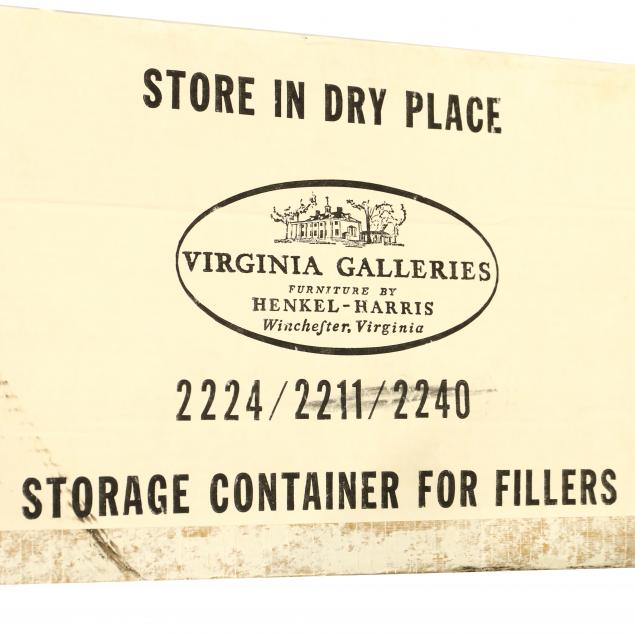 STORE IN DRY PLACE
VIRGINIA GALLERIES
FURNITURE BY
HENKEL-HARRIS
Wincheſter, Virginia
2224/2211/2240
STORAGE CONTAINER FOR FILLERS